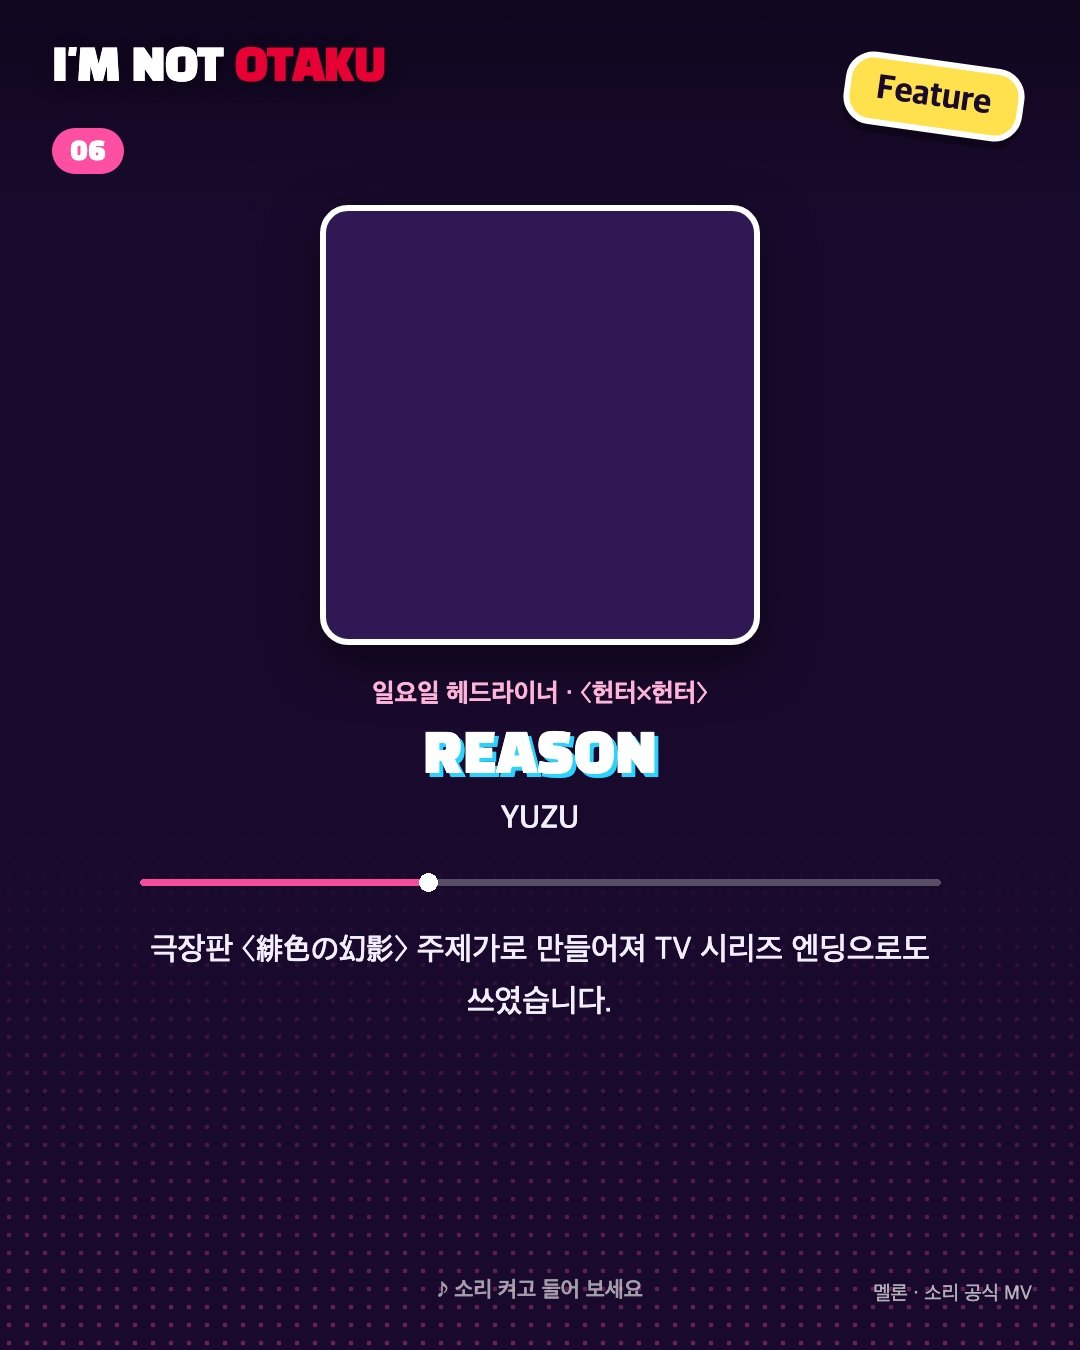 I'M NOT OTAKU
Feature
06
일요일 헤드라이너 · 〈헌터×헌터〉
REASON
YUZU
극장판 〈緋色の幻影〉 주제가로 만들어져 TV 시리즈 엔딩으로도
쓰였습니다.
♪ 소리 켜고 들어 보세요
멜론 · 소리 공식 MV